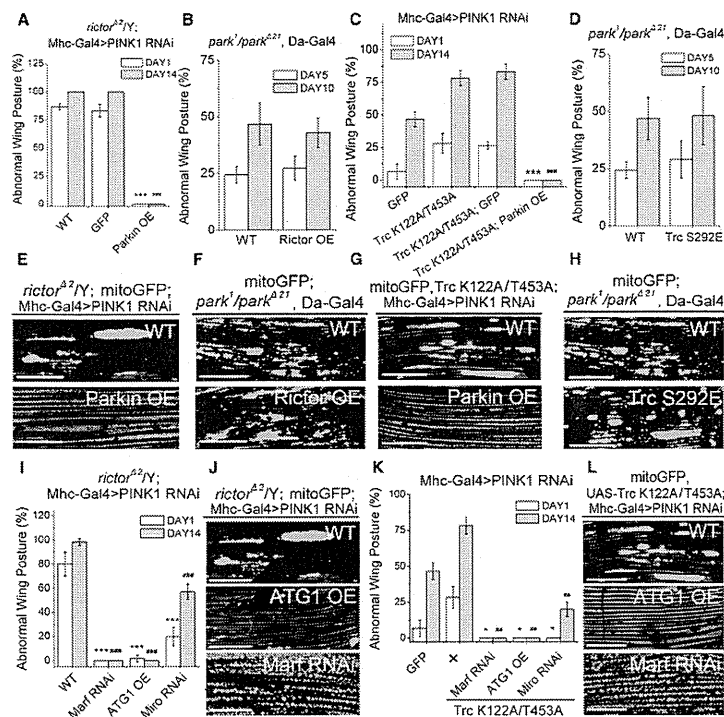 A
rictorΔ2/Y;
Mhc-Gal4>PINK1 RNAi
Abnormal Wing Posture (%)
125
100
75
50
25
0
DAY1
DAY14
***
###
WT
GFP
Parkin OE
B
park1/parkΔ21, Da-Gal4
Abnormal Wing Posture (%)
75
50
25
0
DAY5
DAY10
WT
Rictor OE
C
Mhc-Gal4>PINK1 RNAi
Abnormal Wing Posture (%)
75
50
25
0
DAY1
DAY14
***
###
GFP
Trc K122A/T453A
Trc K122A/T453A; GFP
Trc K122A/T453A; Parkin OE
D
park1/parkΔ21, Da-Gal4
Abnormal Wing Posture (%)
75
50
25
0
DAY5
DAY10
WT
Trc S292E
E
rictorΔ2/Y; mitoGFP;
Mhc-Gal4>PINK1 RNAi
WT
Parkin OE
F
mitoGFP;
park1/parkΔ21, Da-Gal4
WT
Rictor OE
G
mitoGFP,Trc K122A/T453A;
Mhc-Gal4>PINK1 RNAi
WT
Parkin OE
H
mitoGFP;
park1/parkΔ21, Da-Gal4
WT
Trc S292E
I
rictorΔ2/Y;
Mhc-Gal4>PINK1 RNAi
Abnormal Wing Posture (%)
100
80
60
40
20
0
DAY1
DAY14
***
###
***
###
***
###
WT
Marf RNAi
ATG1 OE
Miro RNAi
J
rictorΔ2/Y; mitoGFP;
Mhc-Gal4>PINK1 RNAi
WT
ATG1 OE
Marf RNAi
K
Mhc-Gal4>PINK1 RNAi
Abnormal Wing Posture (%)
75
50
25
0
DAY1
DAY14
*
##
*
##
*
##
GFP
+
Marf RNAi
ATG1 OE
Miro RNAi
Trc K122A/T453A
L
mitoGFP,
UAS-Trc K122A/T453A;
Mhc-Gal4>PINK1 RNAi
WT
ATG1 OE
Marf RNAi